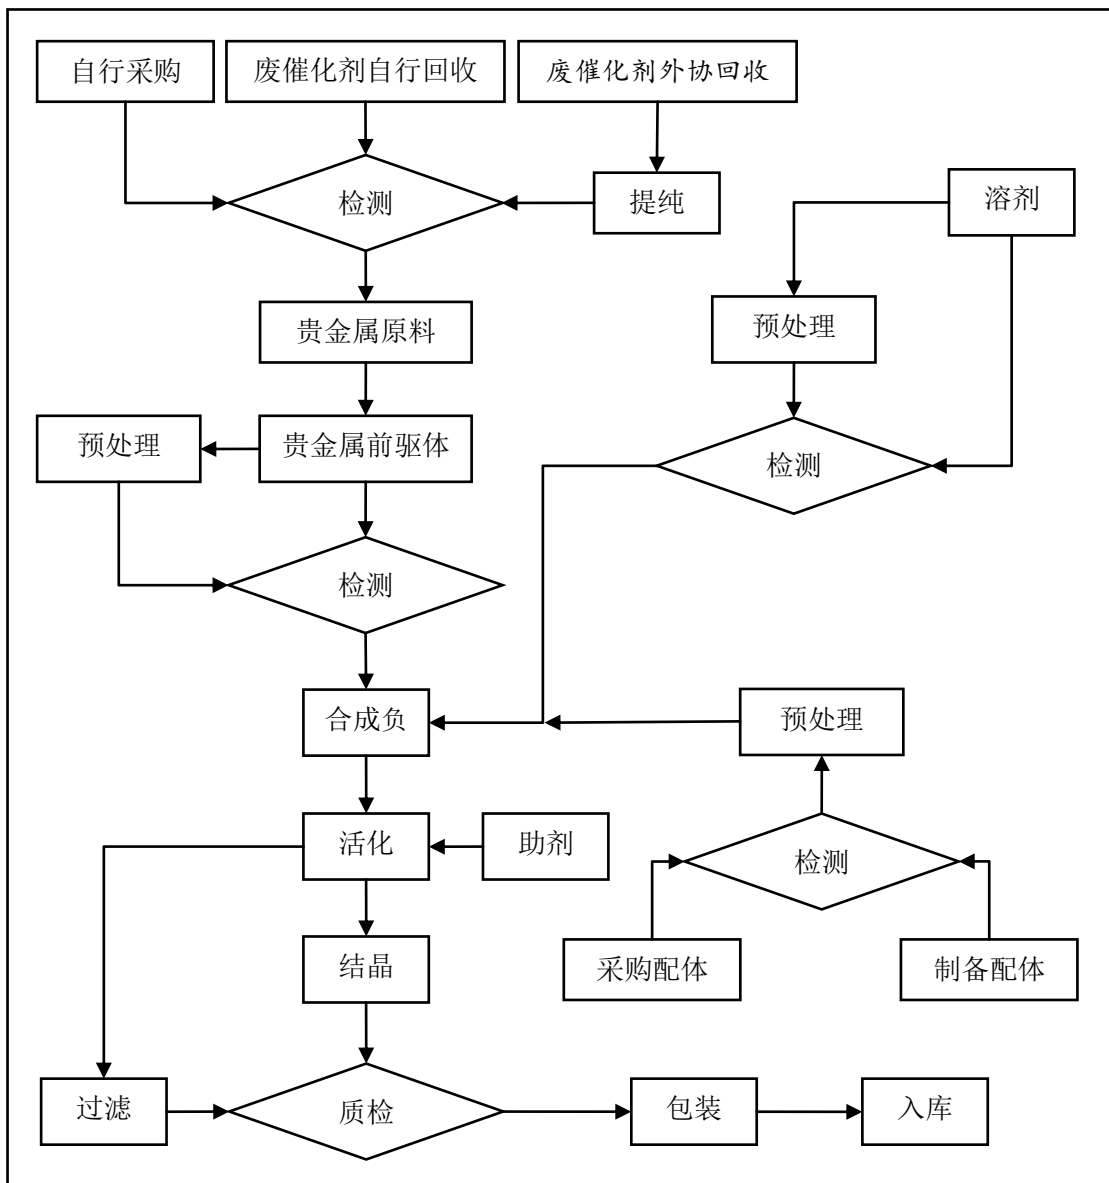 自行采购
废催化剂自行回收
废催化剂外协回收
检测
提纯
溶剂
贵金属原料
预处理
预处理
贵金属前驱体
检测
检测
合成负
预处理
活化
助剂
检测
结晶
采购配体
制备配体
过滤
质检
包装
入库